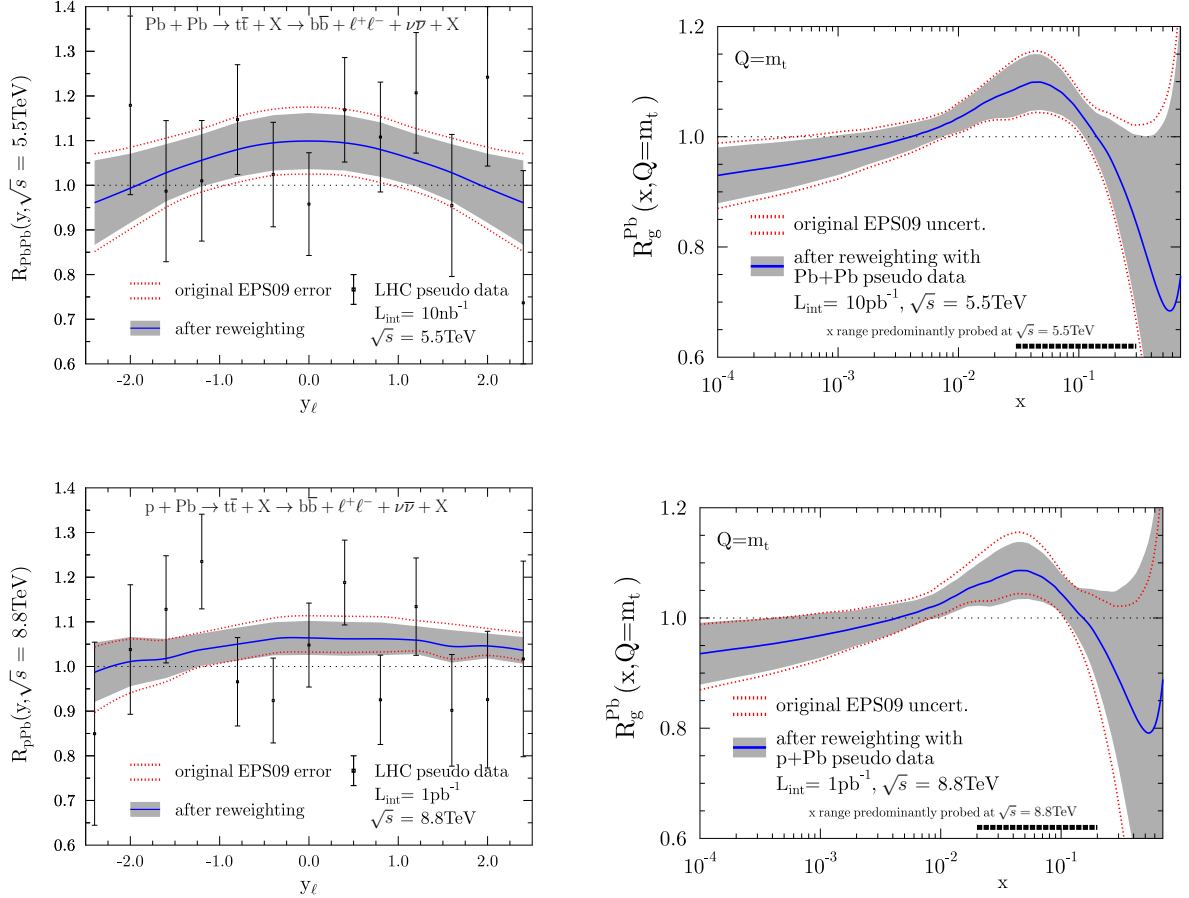 Pb + Pb → tt̄ + X → bb̄ + ℓ⁺ℓ⁻ + νν̄ + X
R_PbPb(y,√s = 5.5TeV)
1.4
1.3
1.2
1.1
1.0
0.9
0.8
0.7
0.6
original EPS09 error
after reweighting
LHC pseudo data
L_int= 10nb⁻¹
√s = 5.5TeV
-2.0 -1.0 0.0 1.0 2.0
y_ℓ
Q=m_t
R_g^Pb(x,Q=m_t)
1.2
1.0
0.8
0.6
original EPS09 uncert.
after reweighting with
Pb+Pb pseudo data
L_int= 10pb⁻¹, √s = 5.5TeV
x range predominantly probed at √s = 5.5TeV
10⁻⁴ 10⁻³ 10⁻² 10⁻¹
x
p + Pb → tt̄ + X → bb̄ + ℓ⁺ℓ⁻ + νν̄ + X
R_pPb(y,√s = 8.8TeV)
1.4
1.3
1.2
1.1
1.0
0.9
0.8
0.7
0.6
original EPS09 error
after reweighting
LHC pseudo data
L_int= 1pb⁻¹
√s = 8.8TeV
-2.0 -1.0 0.0 1.0 2.0
y_ℓ
Q=m_t
R_g^Pb(x,Q=m_t)
1.2
1.0
0.8
0.6
original EPS09 uncert.
after reweighting with
p+Pb pseudo data
L_int= 1pb⁻¹, √s = 8.8TeV
x range predominantly probed at √s = 8.8TeV
10⁻⁴ 10⁻³ 10⁻² 10⁻¹
x